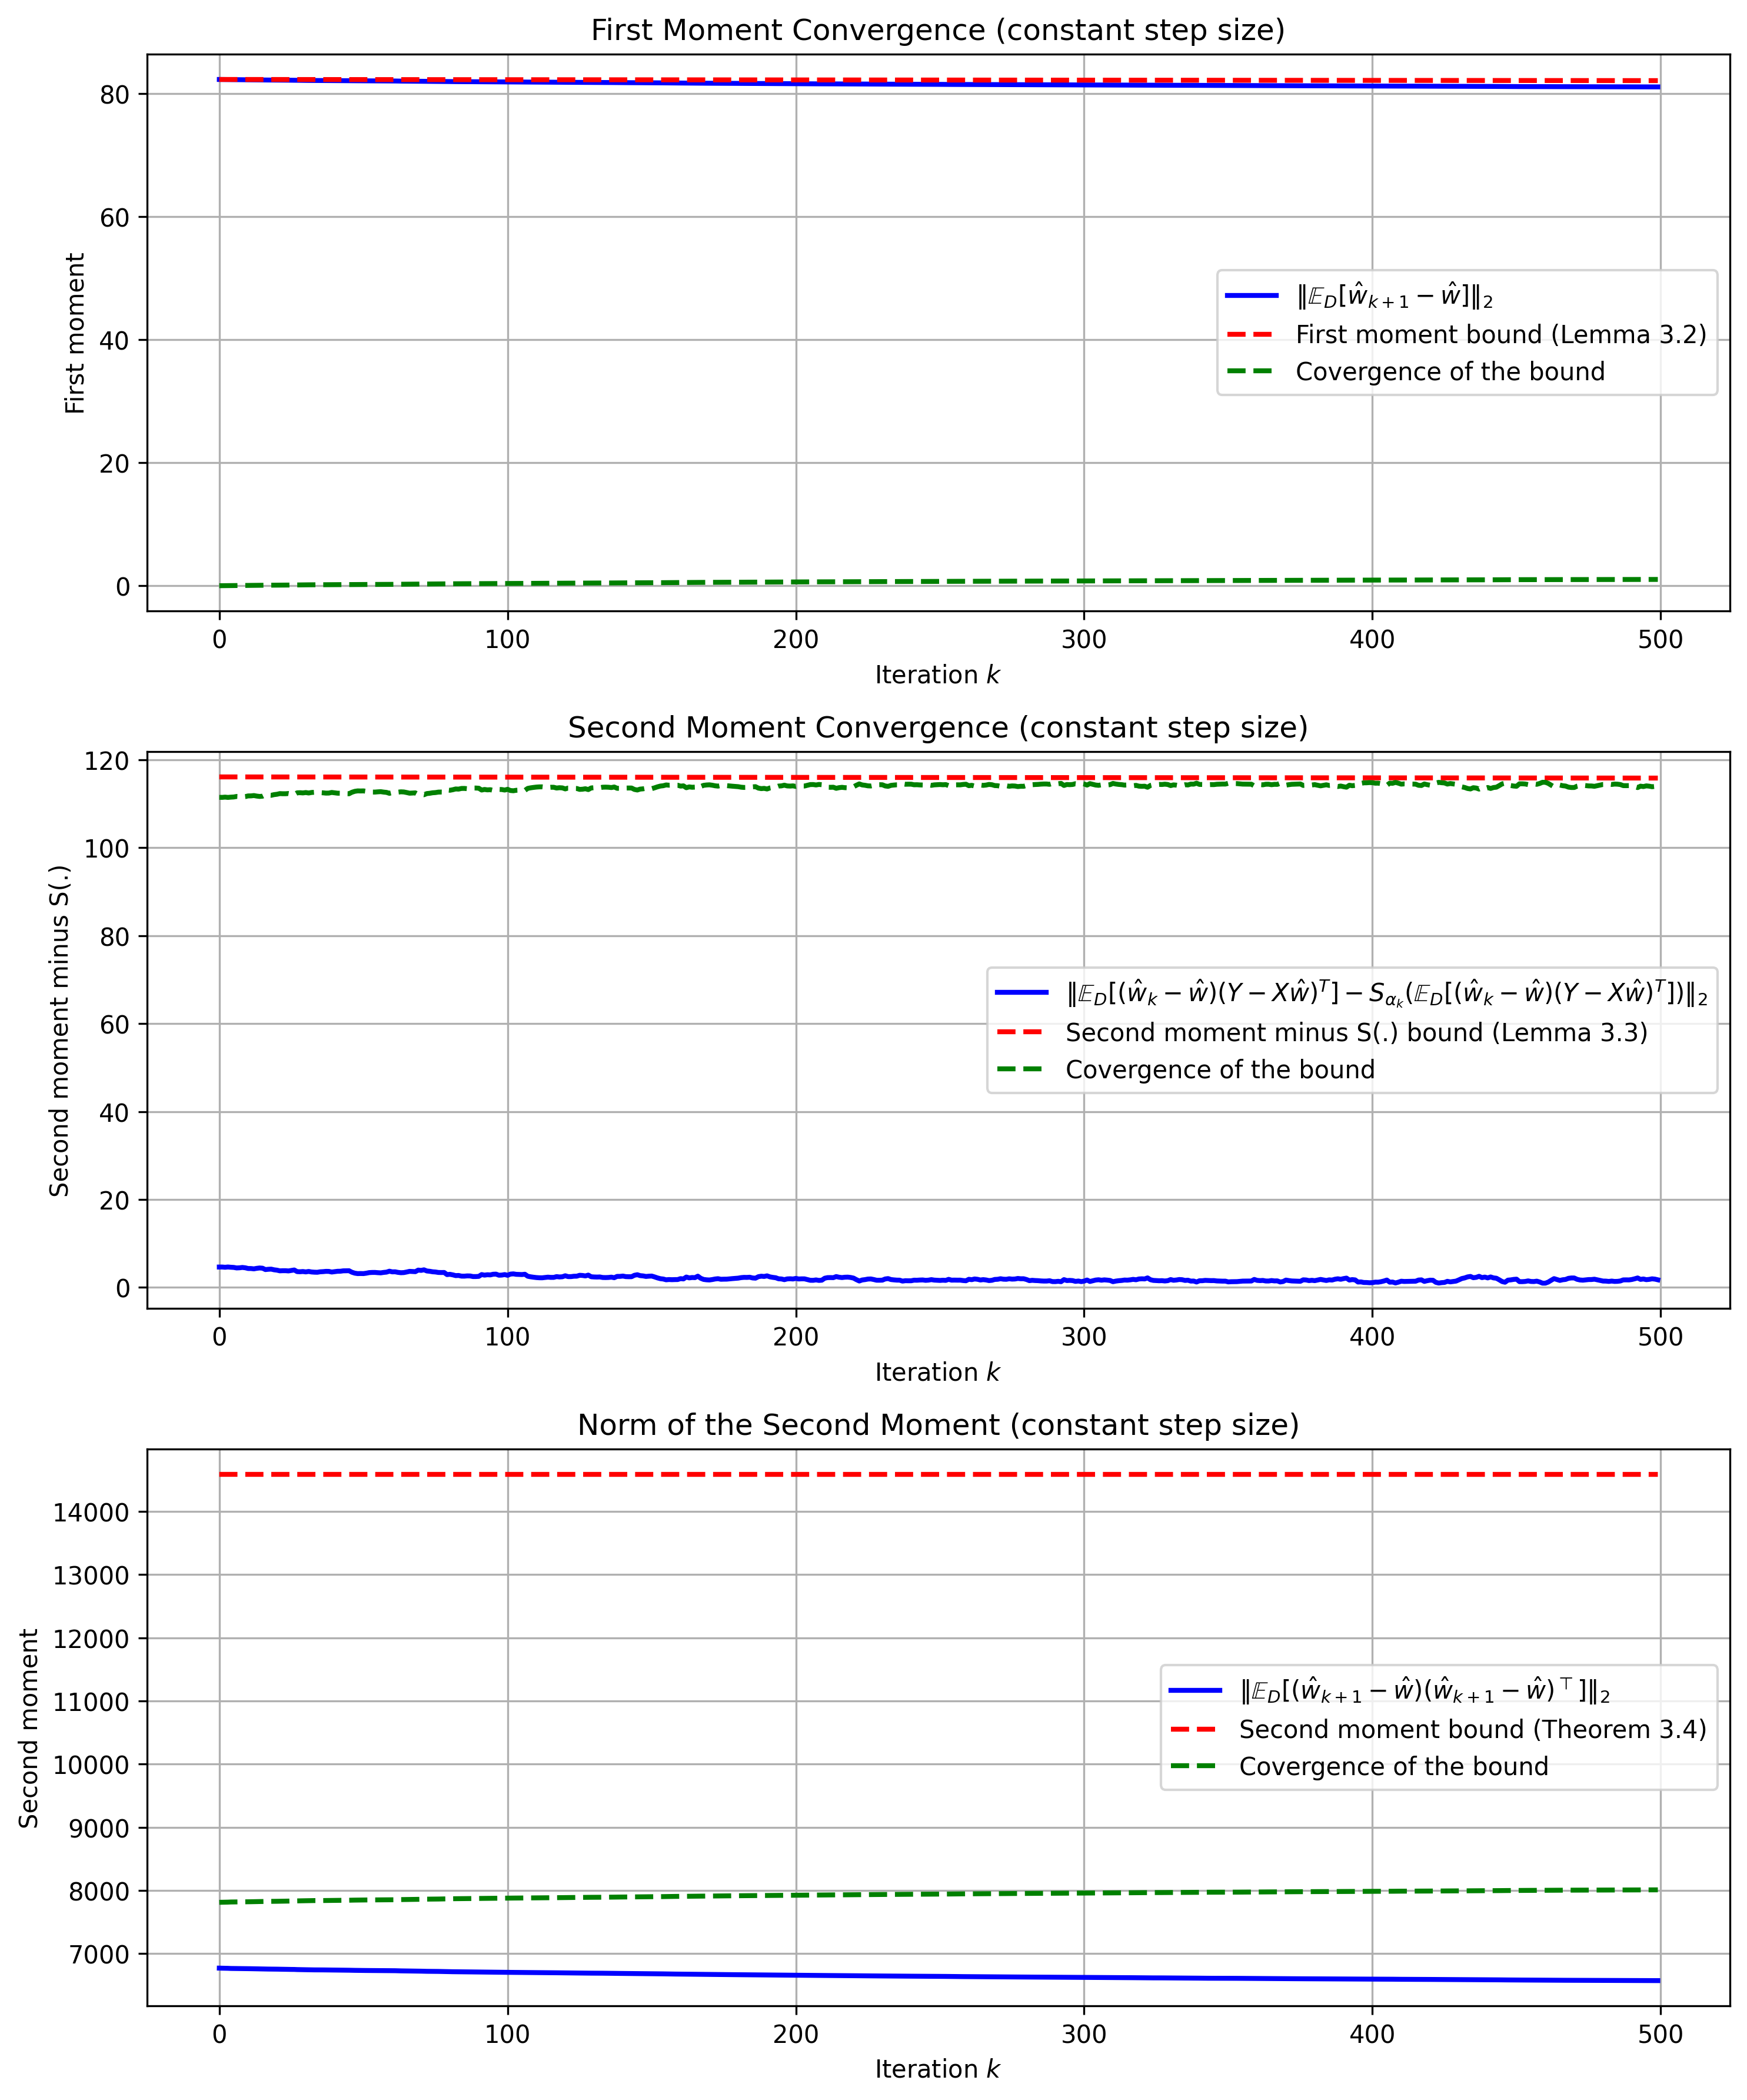 First Moment Convergence (constant step size)
First moment
80
60
40
20
0
‖𝔼_D[ŵ_{k+1} − ŵ]‖₂
First moment bound (Lemma 3.2)
Covergence of the bound
0 100 200 300 400 500
Iteration k
Second Moment Convergence (constant step size)
Second moment minus S(.)
120
100
80
60
40
20
0
‖𝔼_D[(ŵ_k − ŵ)(Y − Xŵ)^T] − S_{α_k}(𝔼_D[(ŵ_k − ŵ)(Y − Xŵ)^T])‖₂
Second moment minus S(.) bound (Lemma 3.3)
Covergence of the bound
0 100 200 300 400 500
Iteration k
Norm of the Second Moment (constant step size)
Second moment
14000
13000
12000
11000
10000
9000
8000
7000
‖𝔼_D[(ŵ_{k+1} − ŵ)(ŵ_{k+1} − ŵ)^⊤]‖₂
Second moment bound (Theorem 3.4)
Covergence of the bound
0 100 200 300 400 500
Iteration k